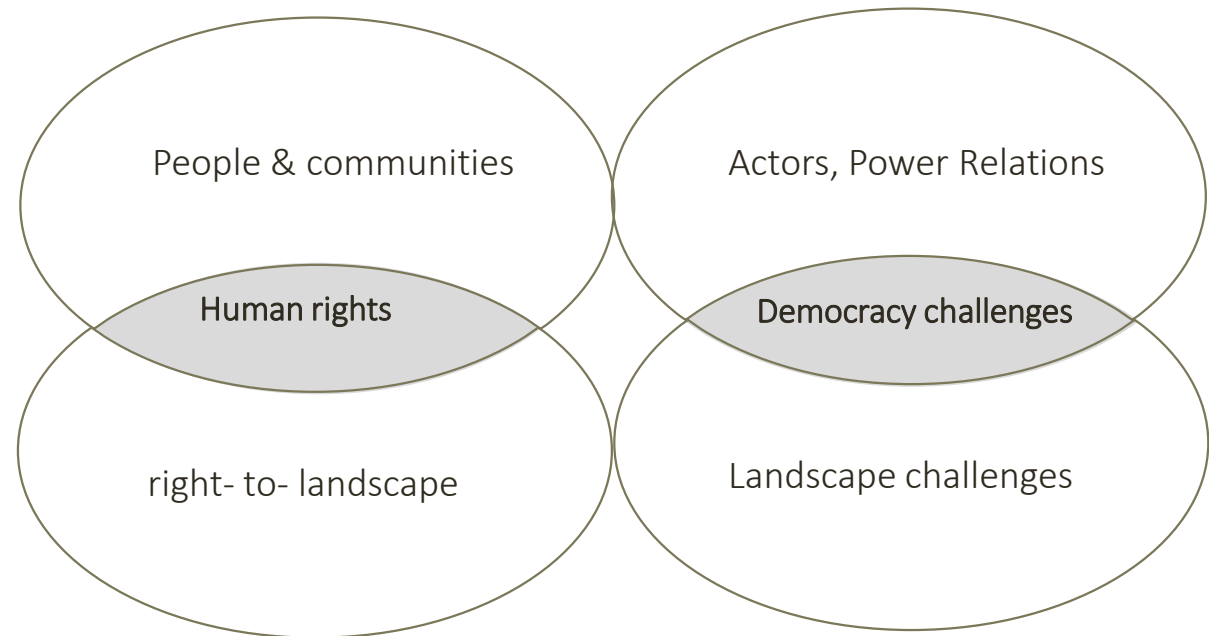 People & communities
Actors, Power Relations
Human rights
Democracy challenges
right- to- landscape
Landscape challenges